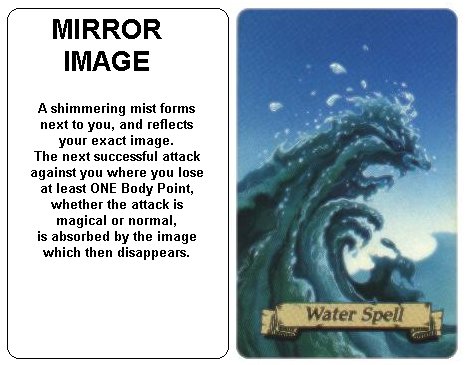 MIRROR
IMAGE
A shimmering mist forms
next to you, and reflects
your exact image.
The next successful attack
against you where you lose
at least ONE Body Point,
whether the attack is
magical or normal,
is absorbed by the image
which then disappears.
Water Spell